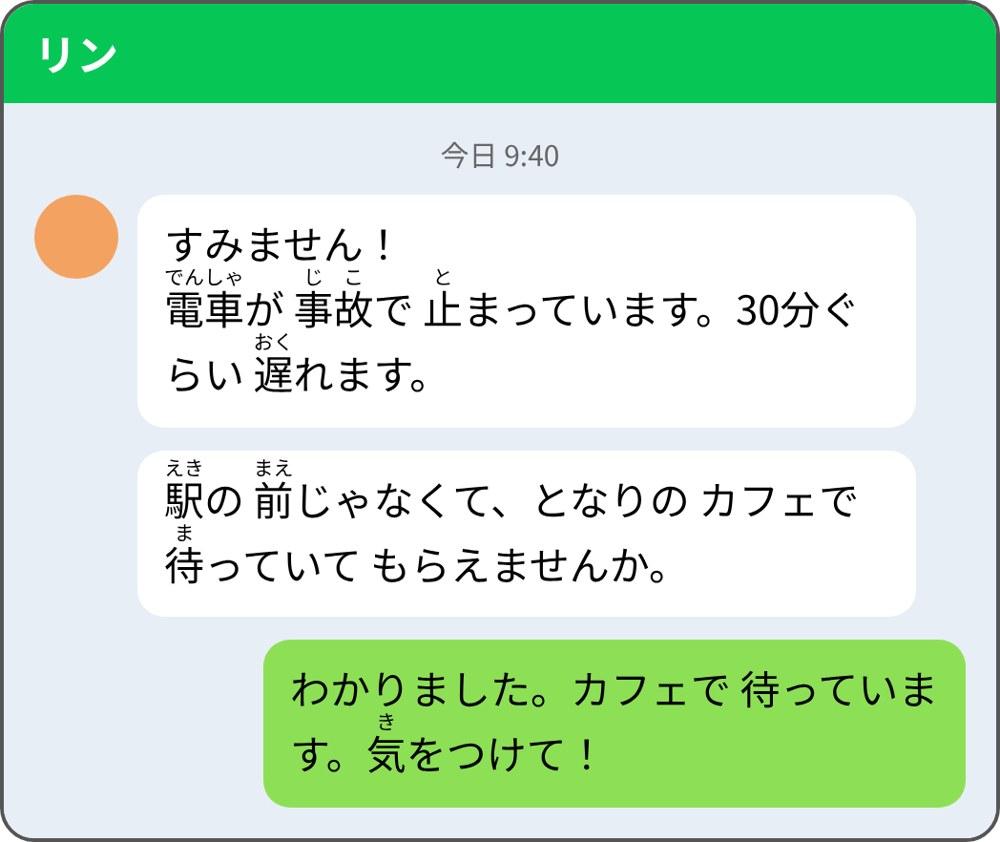 リン
今日 9:40
すみません！
でんしゃ じ こ と
電車が 事故で 止まっています。30分ぐ
おく
らい 遅れます。
えき まえ
駅の 前じゃなくて、となりの カフェで
ま
待っていて もらえませんか。
わかりました。カフェで 待っていま
き
す。気をつけて！